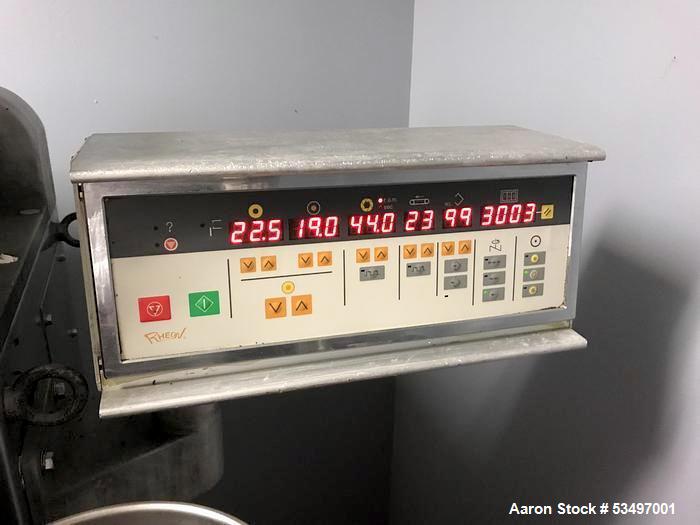 22.5 19.0 44.0 23 99 3003
?
RHEON
Aaron Stock # 53497001